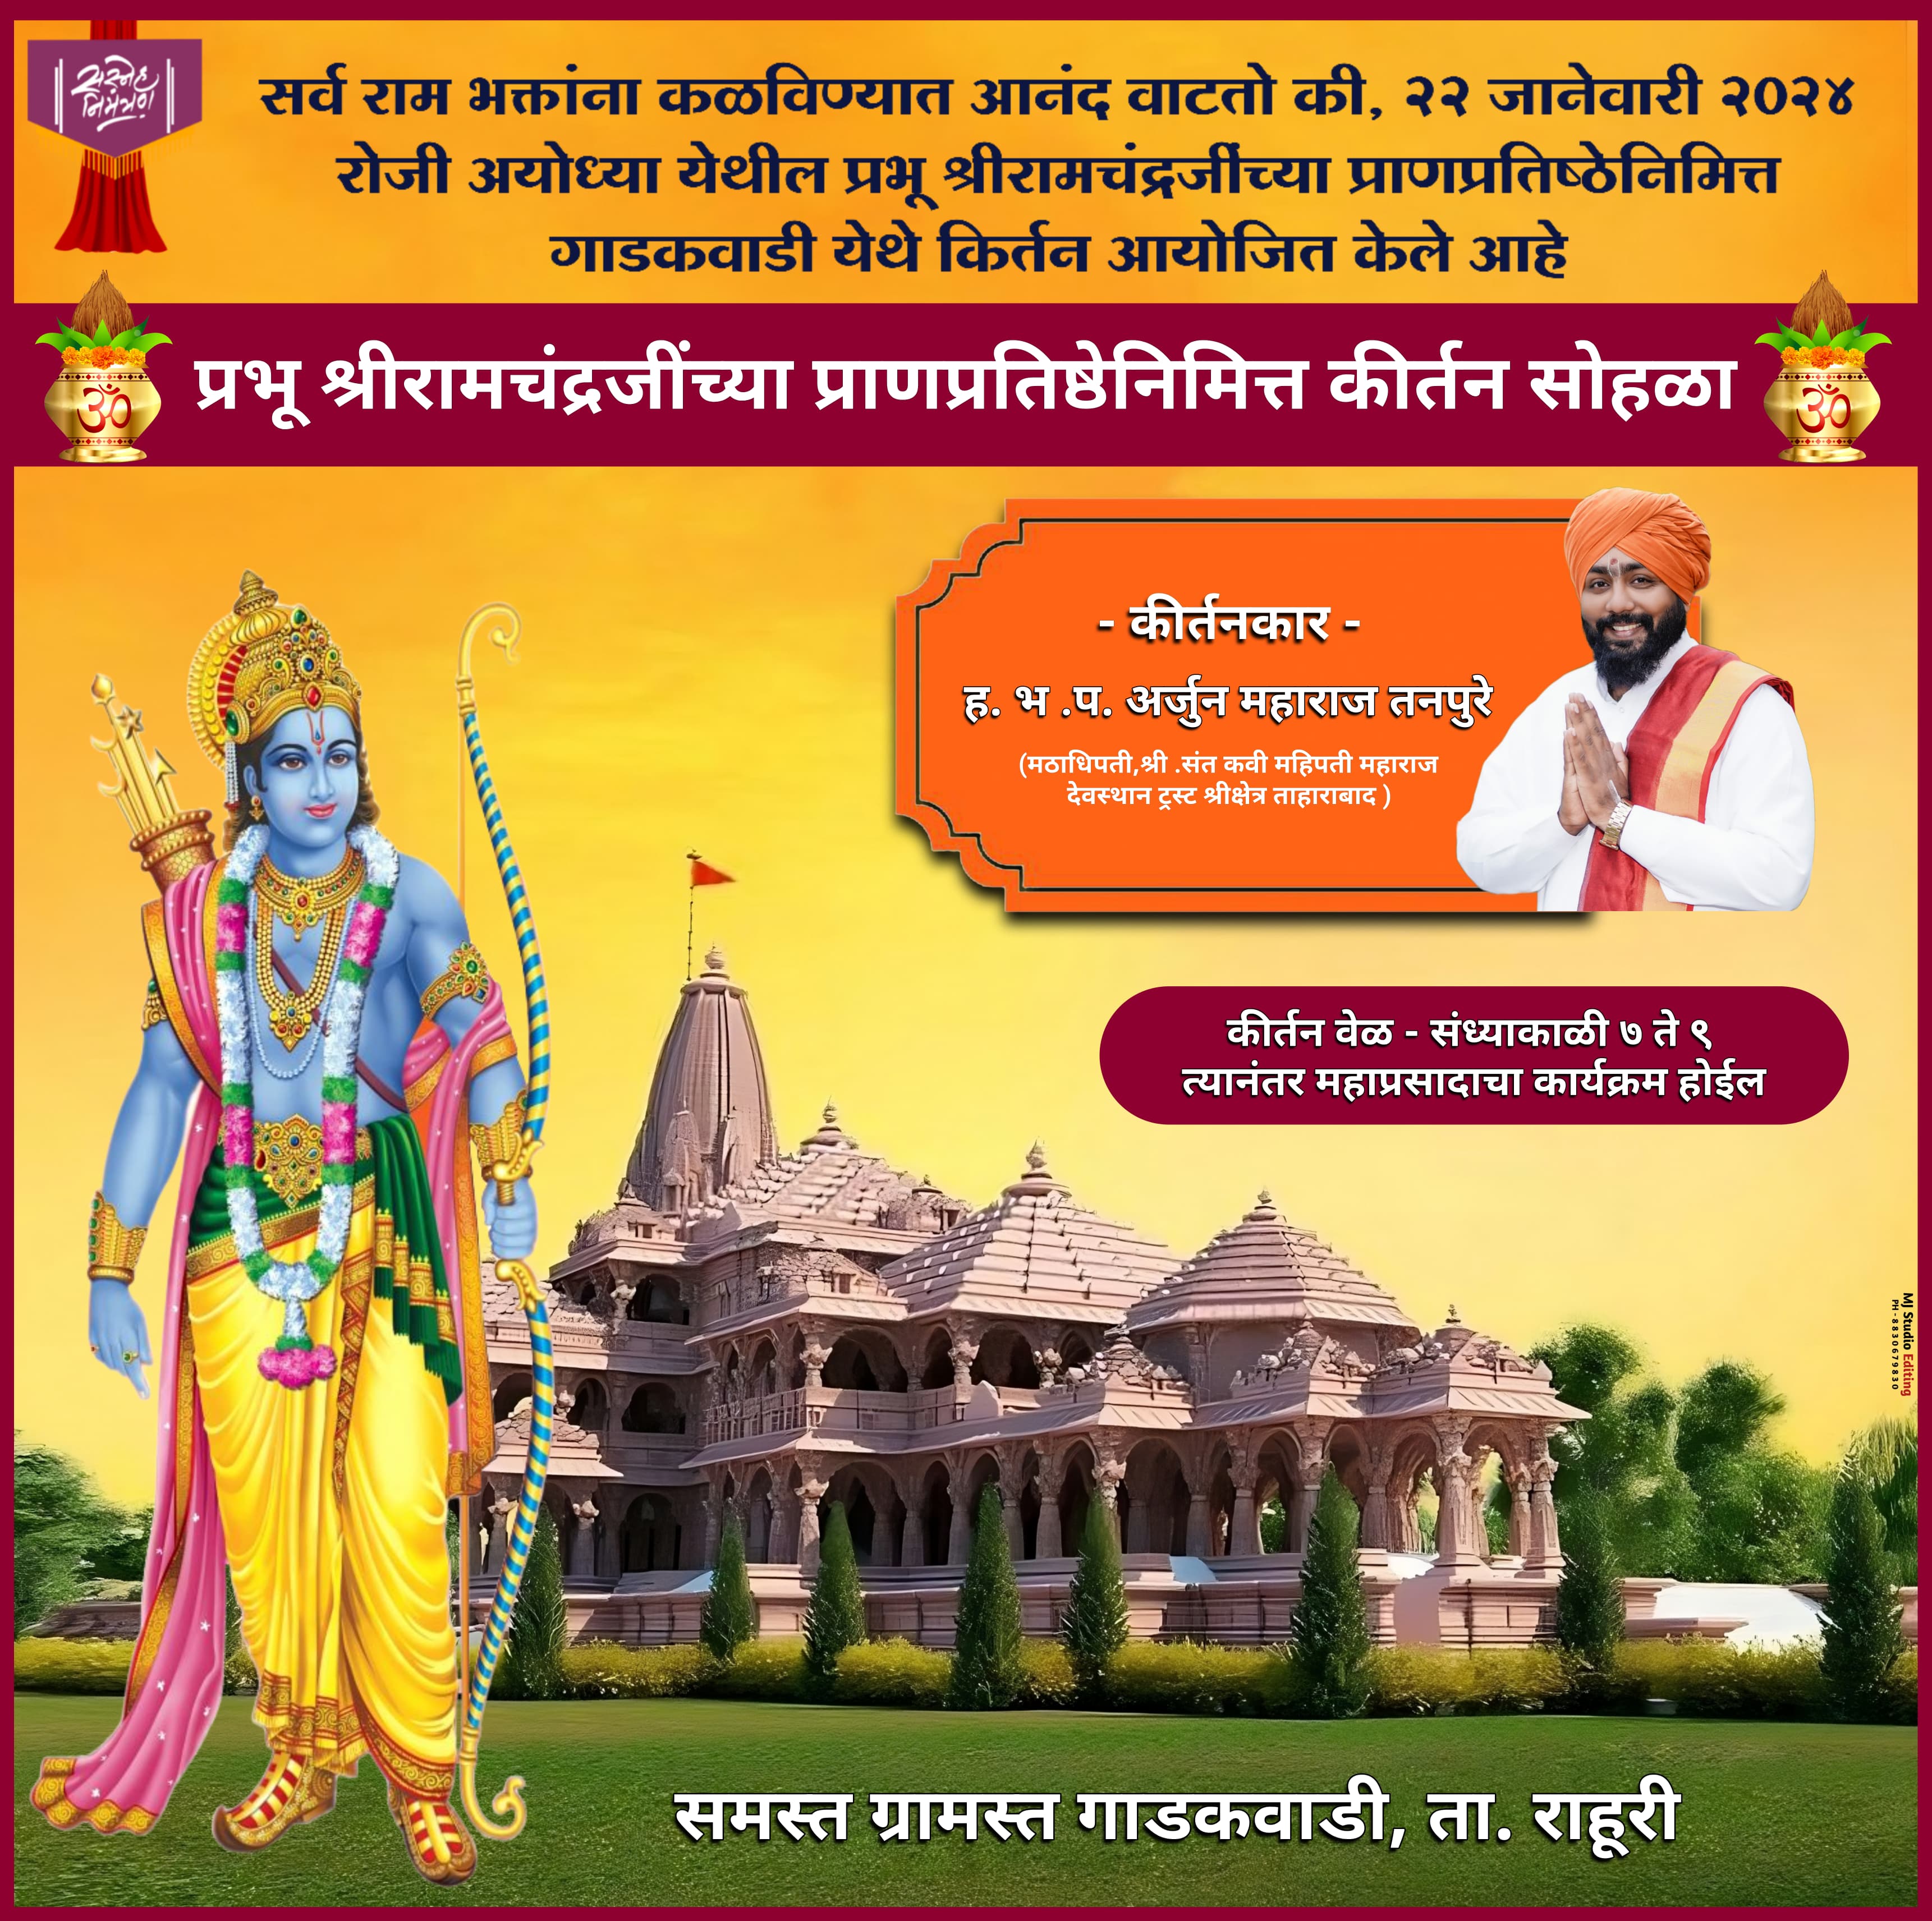 सस्नेह
निमंत्रण
सर्व राम भक्तांना कळविण्यात आनंद वाटतो की, २२ जानेवारी २०२४
रोजी अयोध्या येथील प्रभू श्रीरामचंद्रजींच्या प्राणप्रतिष्ठेनिमित्त
गाडकवाडी येथे किर्तन आयोजित केले आहे
ॐ
प्रभू श्रीरामचंद्रजींच्या प्राणप्रतिष्ठेनिमित्त कीर्तन सोहळा
ॐ
- कीर्तनकार -
ह. भ .प. अर्जुन महाराज तनपुरे
(मठाधिपती,श्री .संत कवी महिपती महाराज
देवस्थान ट्रस्ट श्रीक्षेत्र ताहाराबाद )
कीर्तन वेळ - संध्याकाळी ७ ते ९
त्यानंतर महाप्रसादाचा कार्यक्रम होईल
MJ Studio Editing
PH - 8830679830
समस्त ग्रामस्त गाडकवाडी, ता. राहूरी